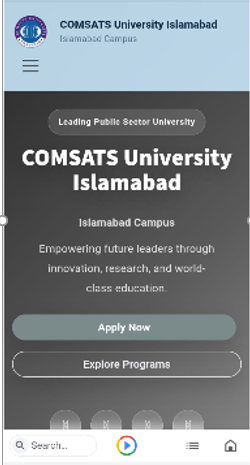 COMSATS University Islamabad
Islamabad Campus
Leading Public Sector University
COMSATS University
Islamabad
Islamabad Campus
Empowering future leaders through
innovation, research, and world-
class education.
Apply Now
Explore Programs
Search...